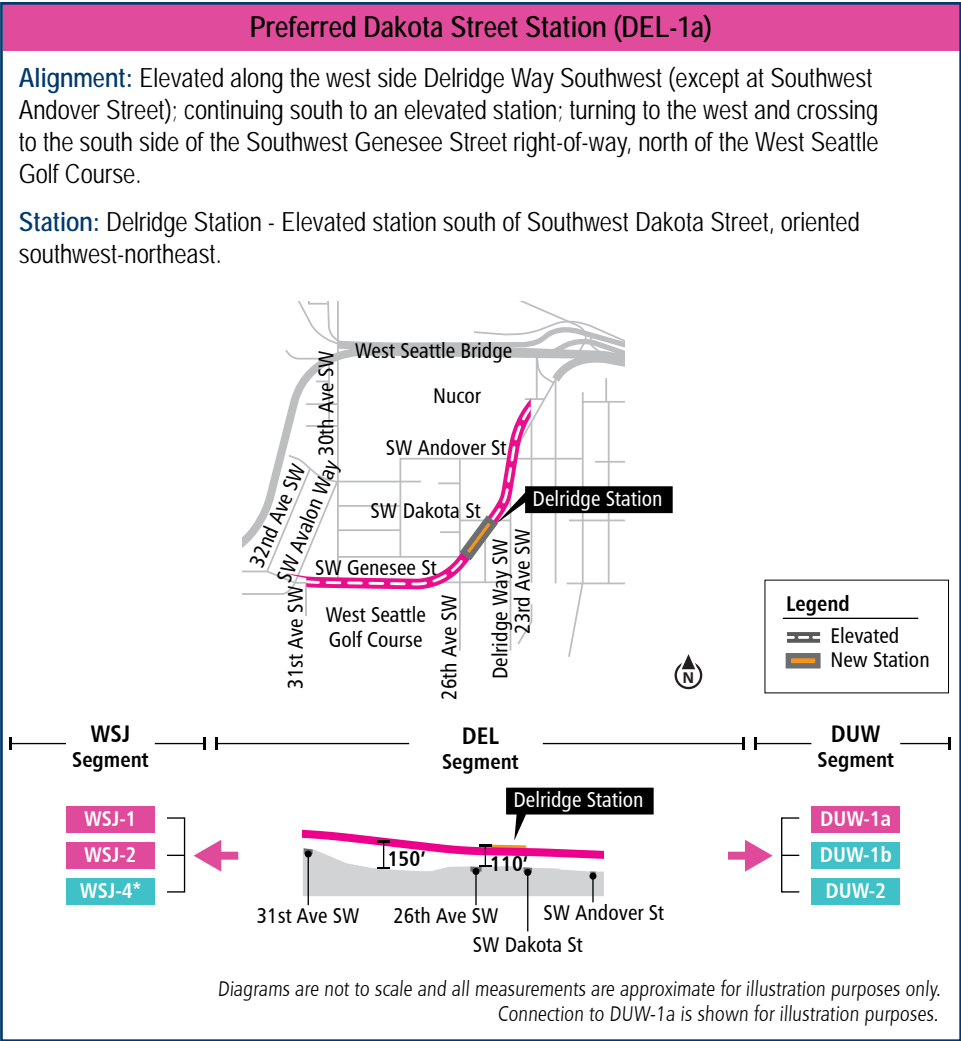 Preferred Dakota Street Station (DEL-1a)
Alignment: Elevated along the west side Delridge Way Southwest (except at Southwest
Andover Street); continuing south to an elevated station; turning to the west and crossing
to the south side of the Southwest Genesee Street right-of-way, north of the West Seattle
Golf Course.
Station: Delridge Station - Elevated station south of Southwest Dakota Street, oriented
southwest-northeast.
West Seattle Bridge
30th Ave SW
Nucor
SW Andover St
32nd Ave SW
SW Avalon Way
Delridge Station
SW Dakota St
SW Genesee St
31st Ave SW
West Seattle
Golf Course
26th Ave SW
Delridge Way SW
23rd Ave SW
Legend
Elevated
New Station
N
WSJ
Segment
DEL
Segment
DUW
Segment
Delridge Station
WSJ-1
WSJ-2
WSJ-4*
150’
110’
DUW-1a
DUW-1b
DUW-2
31st Ave SW
26th Ave SW
SW Andover St
SW Dakota St
Diagrams are not to scale and all measurements are approximate for illustration purposes only.
Connection to DUW-1a is shown for illustration purposes.